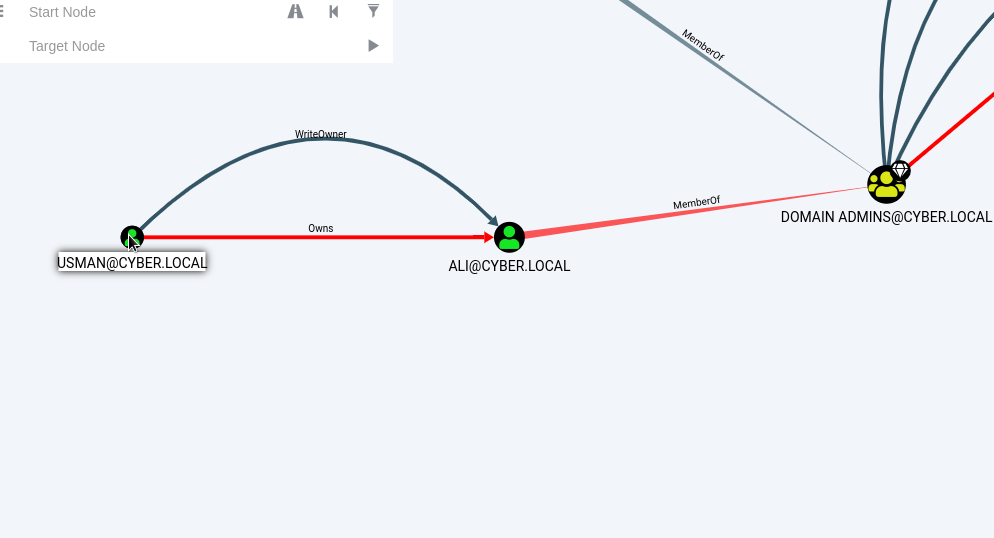 Start Node
Target Node
MemberOf
WriteOwner
MemberOf
Owns
DOMAIN ADMINS@CYBER.LOCAL
USMAN@CYBER.LOCAL
ALI@CYBER.LOCAL